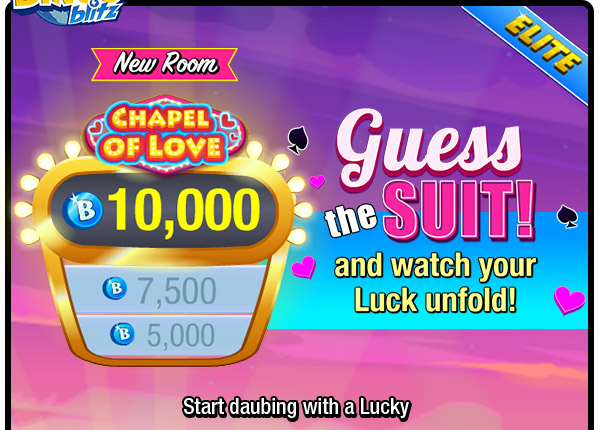 blitz
ELITE
New Room
CHAPEL
OF LOVE
B 10,000
B 7,500
B 5,000
Guess
the SUIT!
and watch your
Luck unfold!
Start daubing with a Lucky